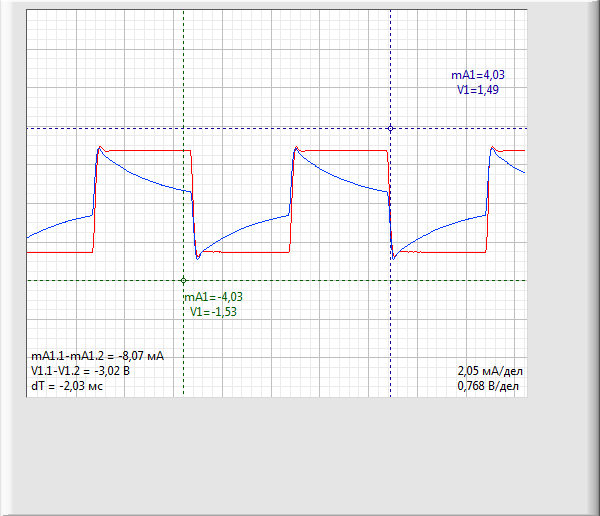 mA1=4,03
V1=1,49
mA1=-4,03
V1=-1,53
mA1.1-mA1.2 = -8,07 мА
V1.1-V1.2 = -3,02 В
dT = -2,03 мс
2,05 мА/дел
0,768 В/дел